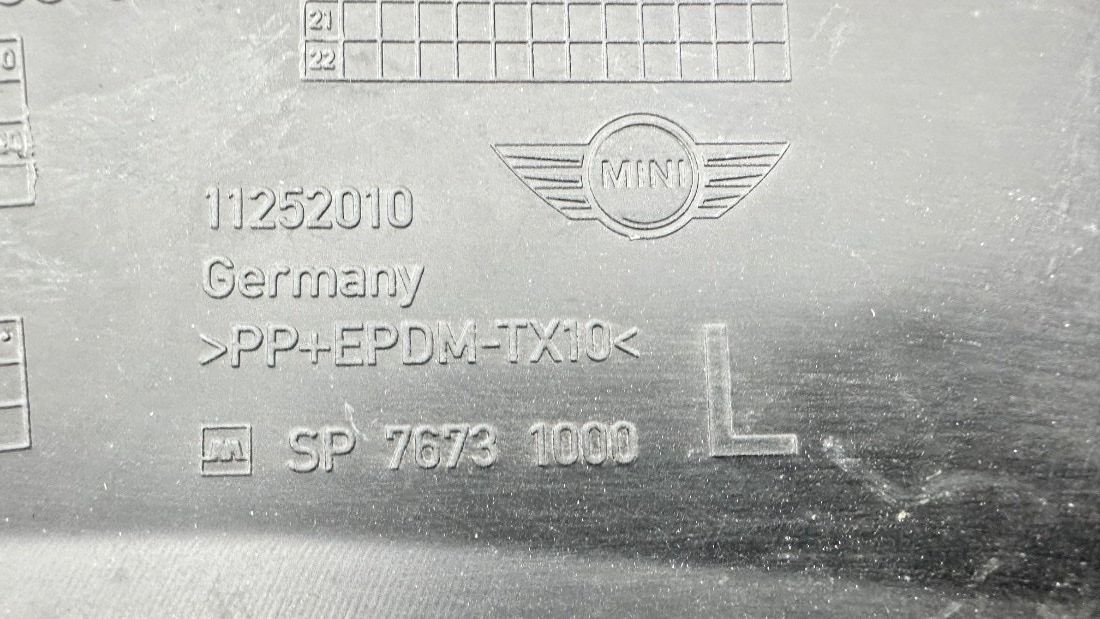 21
22
MINI
11252010
Germany
>PP+EPDM-TX10<
SP 7673 1000
L